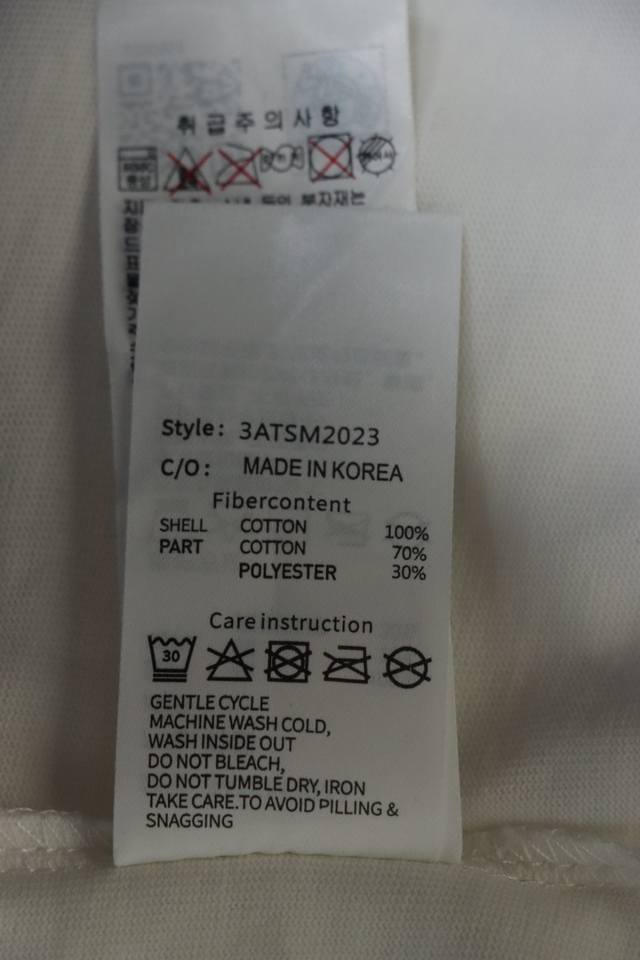 취급주의사항
Style: 3ATSM2023
C/O: MADE IN KOREA
Fibercontent
SHELL COTTON 100%
PART COTTON 70%
POLYESTER 30%
Care instruction
30
GENTLE CYCLE
MACHINE WASH COLD,
WASH INSIDE OUT
DO NOT BLEACH,
DO NOT TUMBLE DRY, IRON
TAKE CARE.TO AVOID PILLING &
SNAGGING